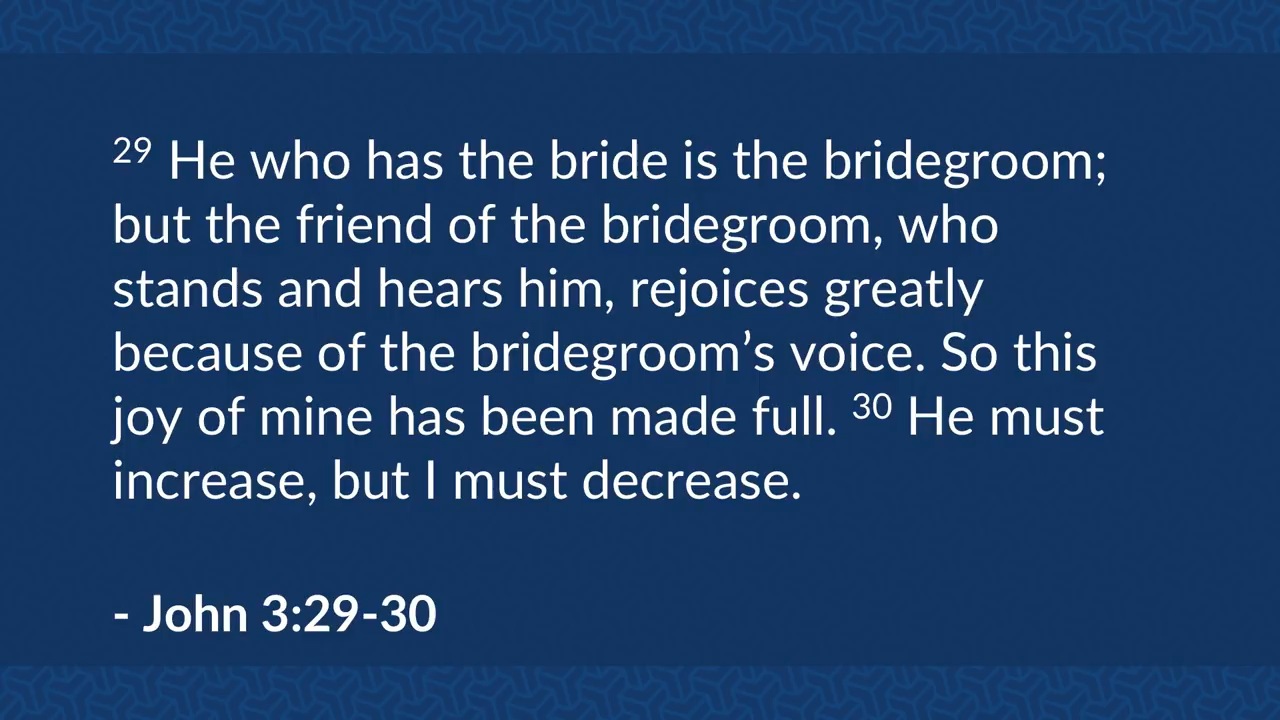 29 He who has the bride is the bridegroom;
but the friend of the bridegroom, who
stands and hears him, rejoices greatly
because of the bridegroom’s voice. So this
joy of mine has been made full. 30 He must
increase, but I must decrease.
- John 3:29-30